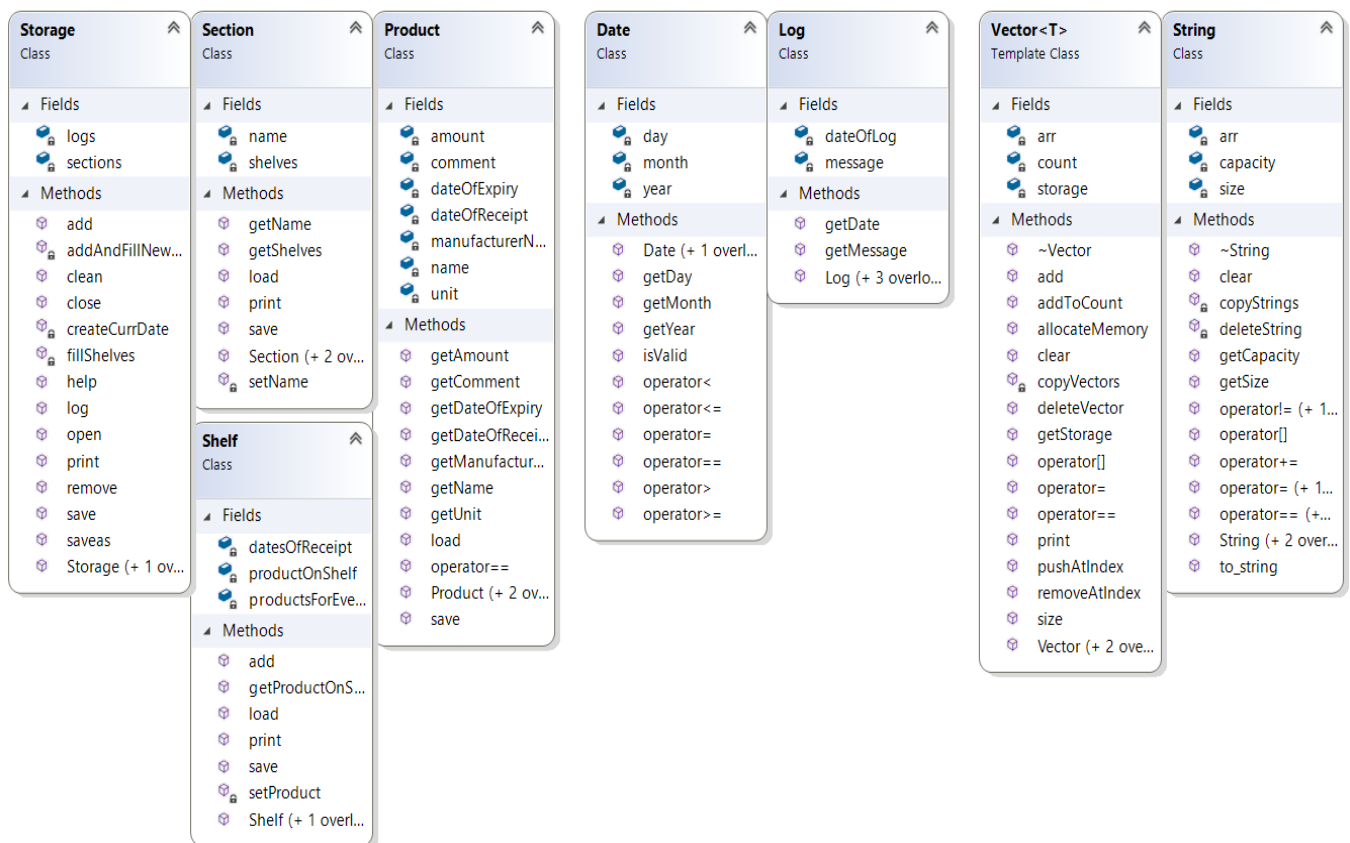 Storage
Class
Fields
logs
sections
Methods
add
addAndFillNew...
clean
close
createCurrDate
fillShelves
help
log
open
print
remove
save
saveas
Storage (+ 1 ov...
Section
Class
Fields
name
shelves
Methods
getName
getShelves
load
print
save
Section (+ 2 ov...
setName
Shelf
Class
Fields
datesOfReceipt
productOnShelf
productsForEve...
Methods
add
getProductOnS...
load
print
save
setProduct
Shelf (+ 1 overl...
Product
Class
Fields
amount
comment
dateOfExpiry
dateOfReceipt
manufacturerN...
name
unit
Methods
getAmount
getComment
getDateOfExpiry
getDateOfRecei...
getManufactur...
getName
getUnit
load
operator==
Product (+ 2 ov...
save
Date
Class
Fields
day
month
year
Methods
Date (+ 1 overl...
getDay
getMonth
getYear
isValid
operator<
operator<=
operator=
operator==
operator>
operator>=
Log
Class
Fields
dateOfLog
message
Methods
getDate
getMessage
Log (+ 3 overlo...
Vector<T>
Template Class
Fields
arr
count
storage
Methods
~Vector
add
addToCount
allocateMemory
clear
copyVectors
deleteVector
getStorage
operator[]
operator=
operator==
print
pushAtIndex
removeAtIndex
size
Vector (+ 2 ove...
String
Class
Fields
arr
capacity
size
Methods
~String
clear
copyStrings
deleteString
getCapacity
getSize
operator!= (+ 1...
operator[]
operator+=
operator= (+ 1...
operator== (+...
String (+ 2 over...
to_string